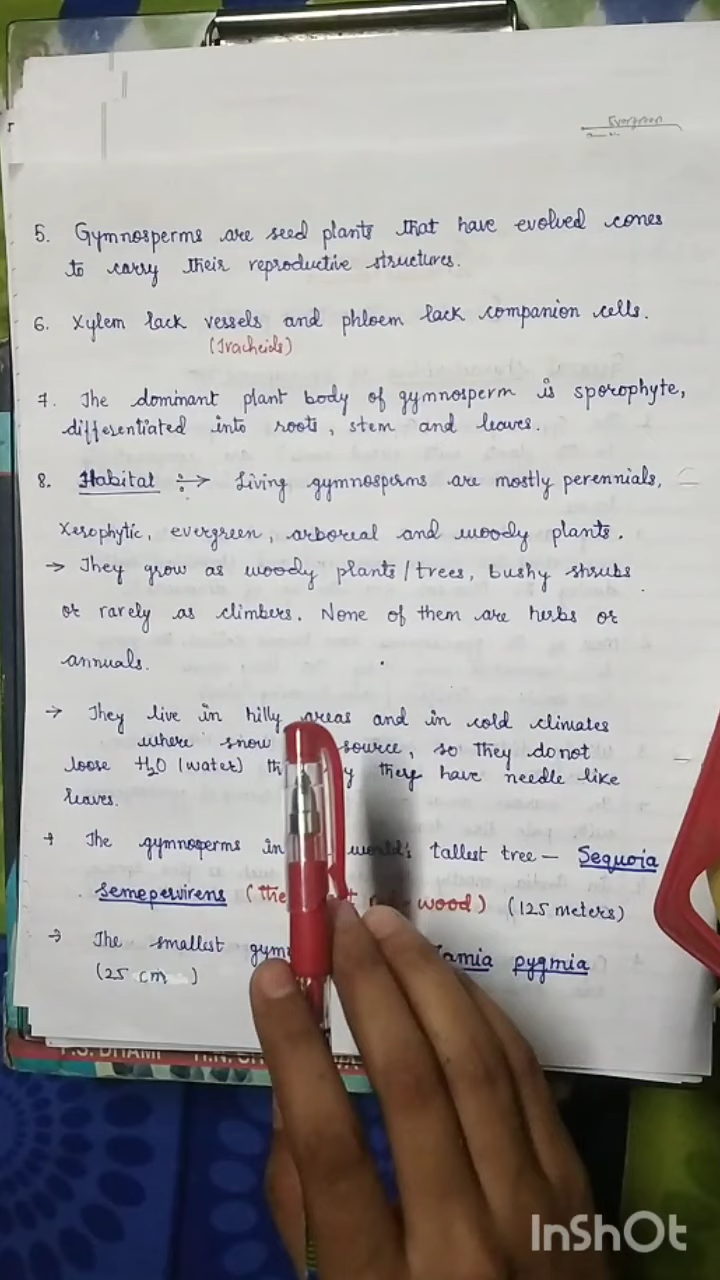 Evergreen
5. Gymnosperms are seed plants that have evolved cones
to carry their reproductive structures.
6. Xylem lack vessels and phloem lack companion cells.
(Tracheids)
7. The dominant plant body of gymnosperm is sporophyte,
differentiated into roots, stem and leaves.
8. Habitat ÷→ Living gymnosperms are mostly perennials,
Xerophytic, evergreen, arboreal and woody plants.
→ They grow as woody plants/trees, bushy shrubs
or rarely as climbers. None of them are herbs or
annuals.
→ They live in hilly areas and in cold climates
where snow source, so they do not
loose H2O (water) they have needle like
leaves.
→ The gymnosperms in world's tallest tree — Sequoia
semepervirens (the wood) (125 meters)
→ The smallest pygmia
(25 cm)
P.S. DHAMI
InShOt